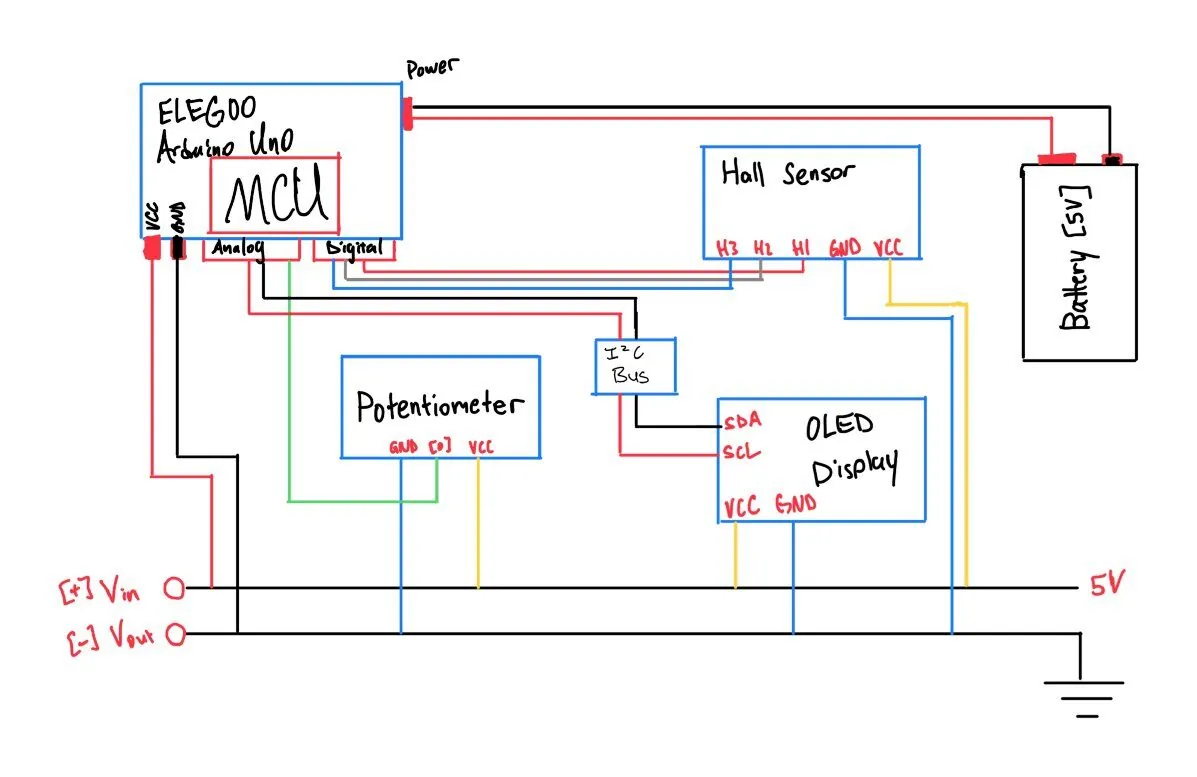 Power
ELEGOO
Arduino Uno
MCU
VCC
GND
Analog
Digital
Hall Sensor
H3 H2 H1 GND VCC
Battery [5V]
I²C
Bus
Potentiometer
GND [0] VCC
SDA
SCL
OLED
Display
VCC GND
[+] Vin
5V
[-] Vout